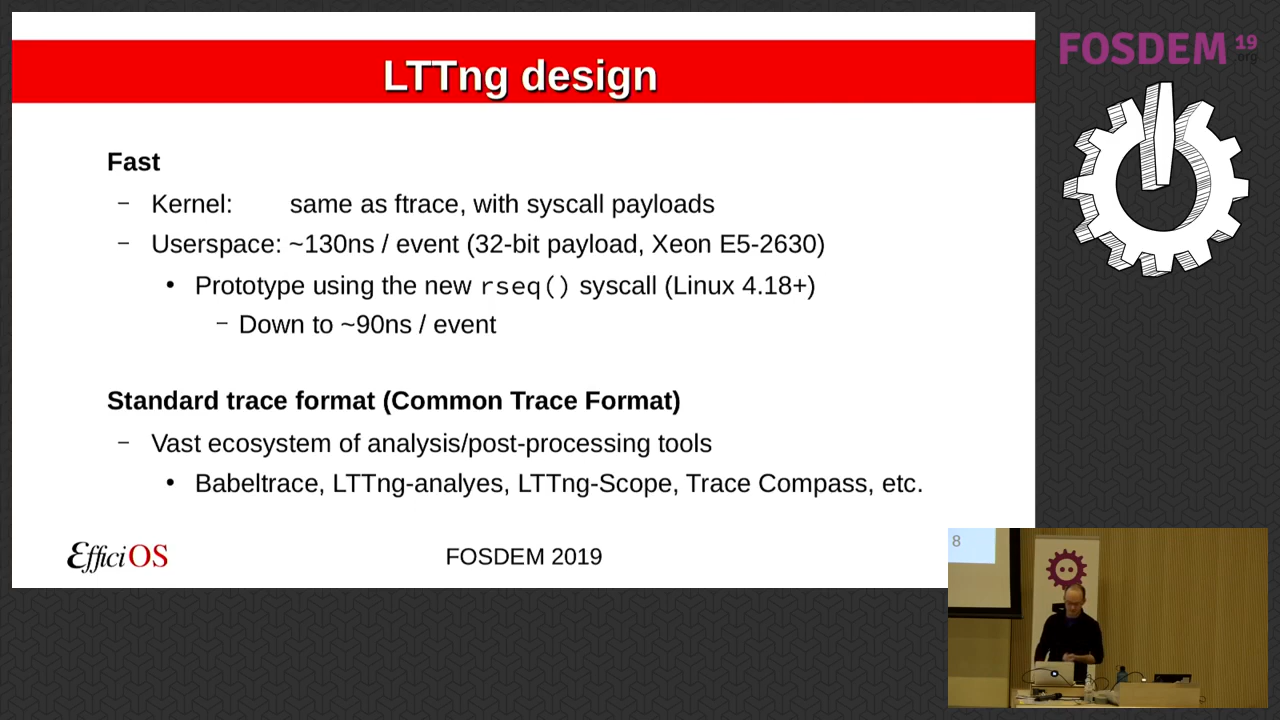 LTTng design
FOSDEM 19
.org
Fast
– Kernel: same as ftrace, with syscall payloads
– Userspace: ~130ns / event (32-bit payload, Xeon E5-2630)
• Prototype using the new rseq() syscall (Linux 4.18+)
– Down to ~90ns / event
Standard trace format (Common Trace Format)
– Vast ecosystem of analysis/post-processing tools
• Babeltrace, LTTng-analyes, LTTng-Scope, Trace Compass, etc.
EfficiOS
FOSDEM 2019
8